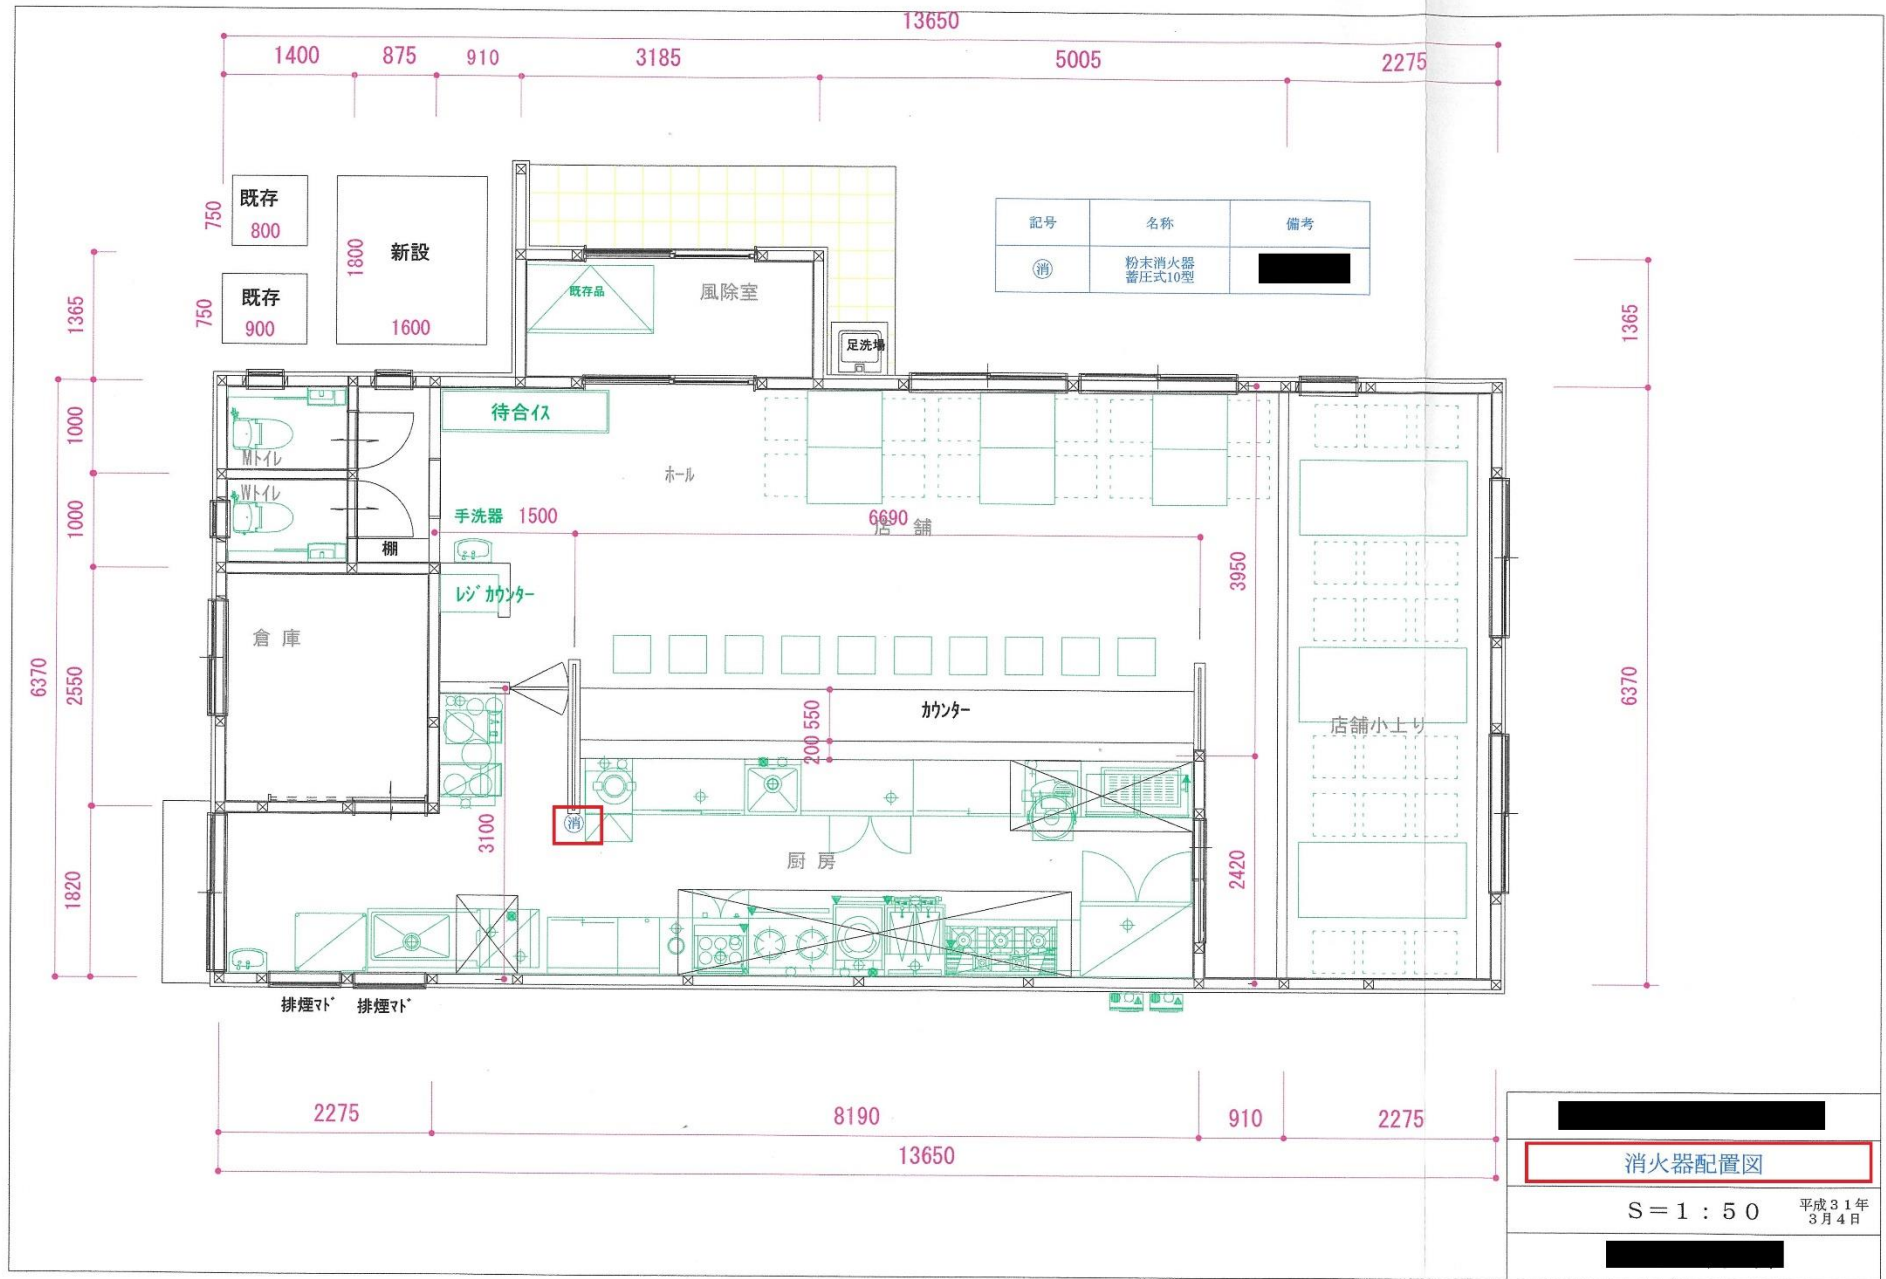 13650
1400
875
910
3185
5005
2275
既存
750
800
新設
1800
1600
既存
750
900
既存品
風除室
足洗場
記号
名称
備考
消
粉末消火器
蓄圧式10型
1365
1365
1000
1000
2550
1820
6370
待合イス
Mトイレ
Wトイレ
ホール
手洗器
1500
6690
店 舗
棚
レジカウンター
倉 庫
3950
カウンター
550
200
店舗小上り
6370
消
3100
厨 房
2420
排煙マド
排煙マド
2275
8190
910
2275
13650
消火器配置図
S=1:50
平成31年
3月4日